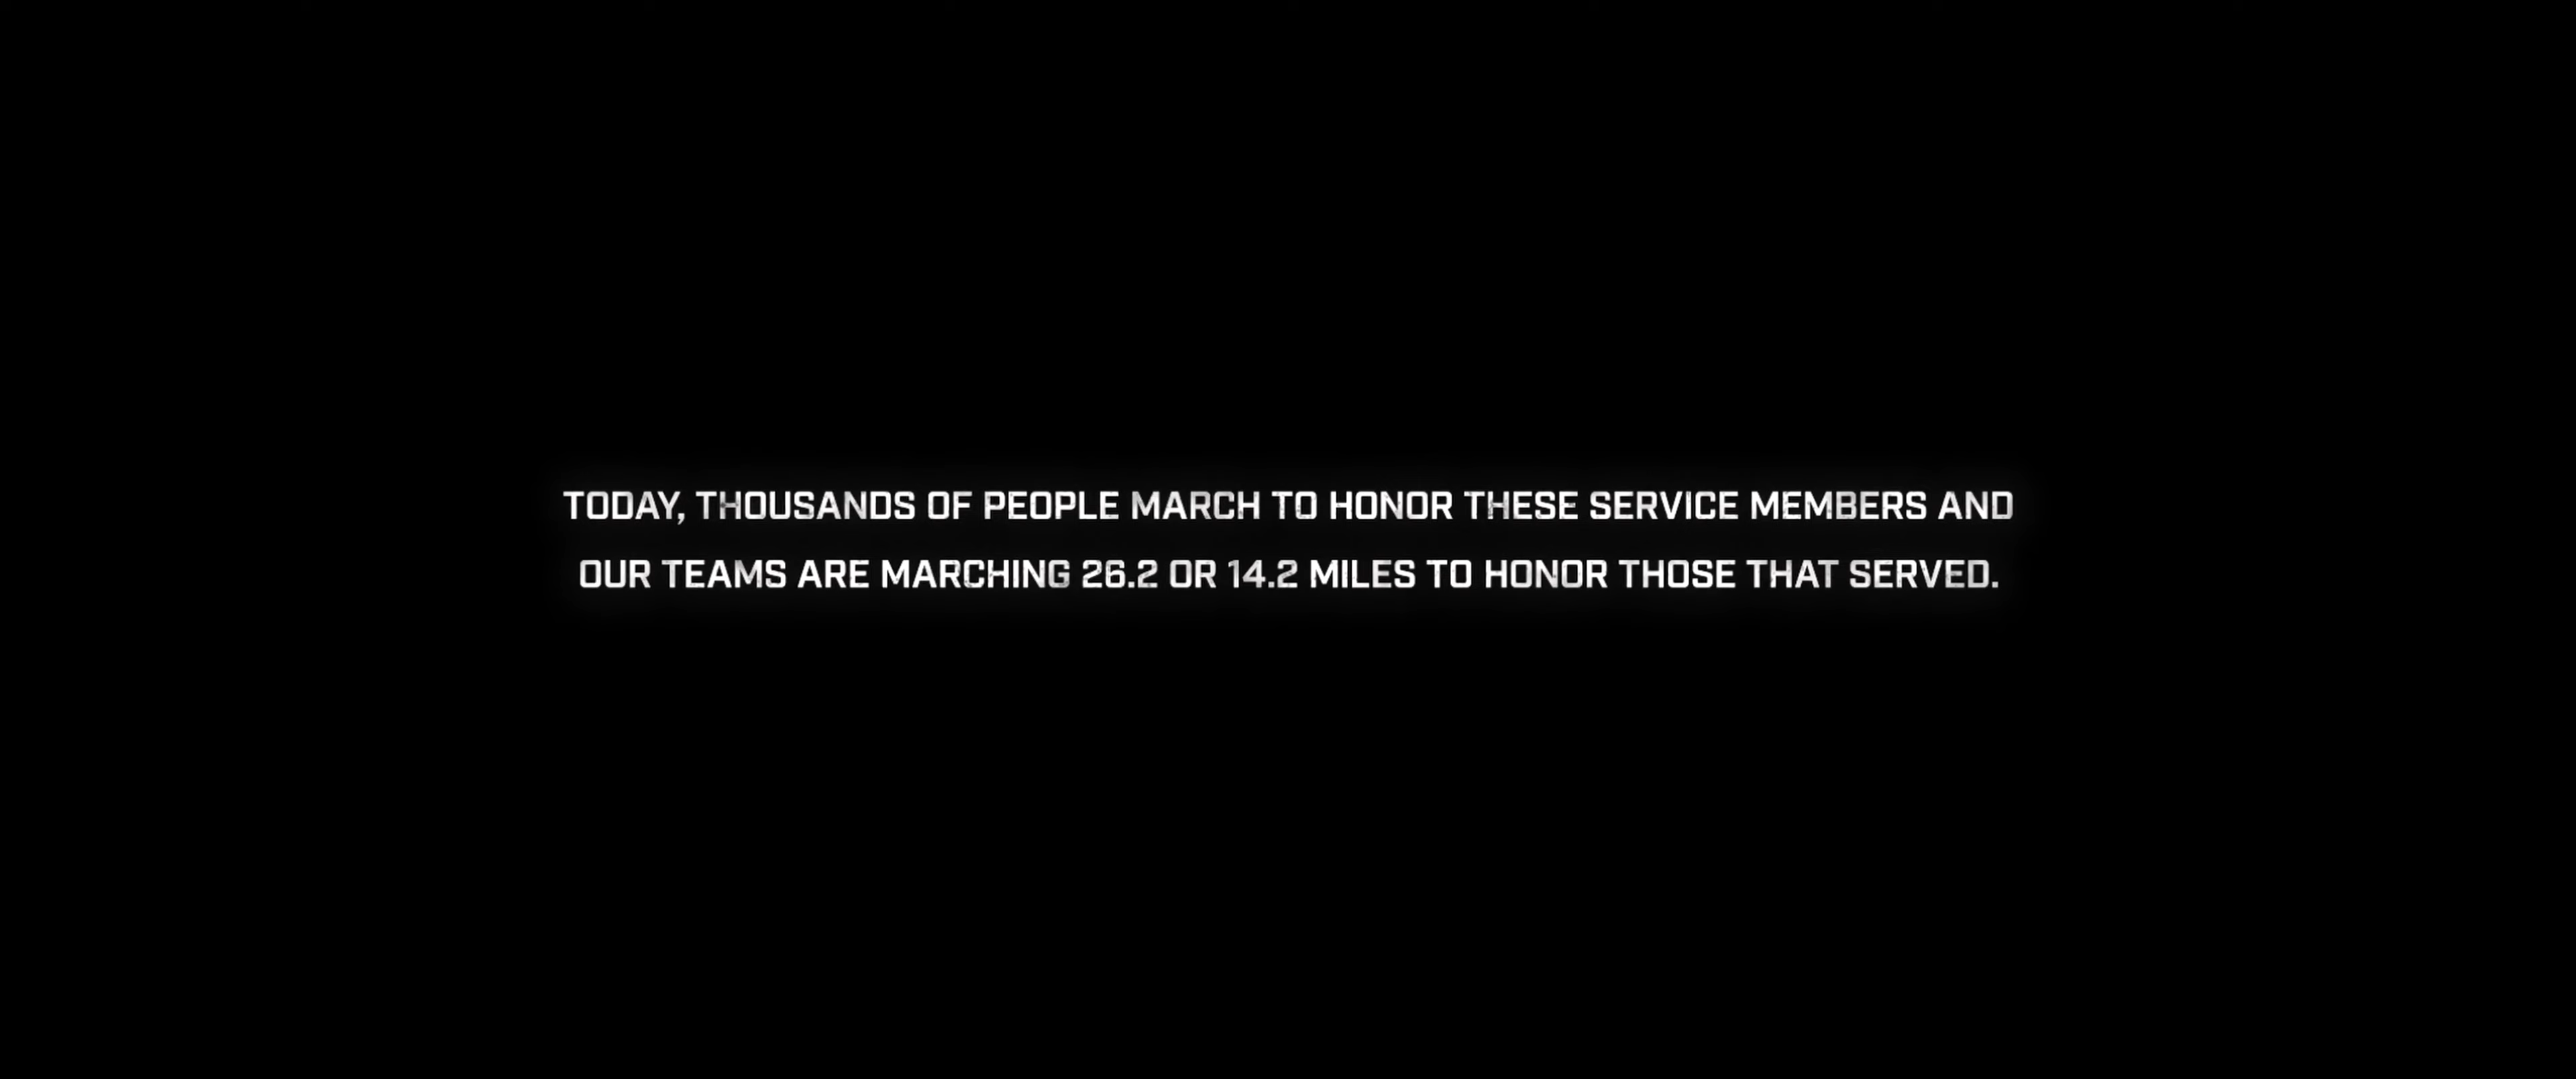 TODAY, THOUSANDS OF PEOPLE MARCH TO HONOR THESE SERVICE MEMBERS AND
OUR TEAMS ARE MARCHING 26.2 OR 14.2 MILES TO HONOR THOSE THAT SERVED.